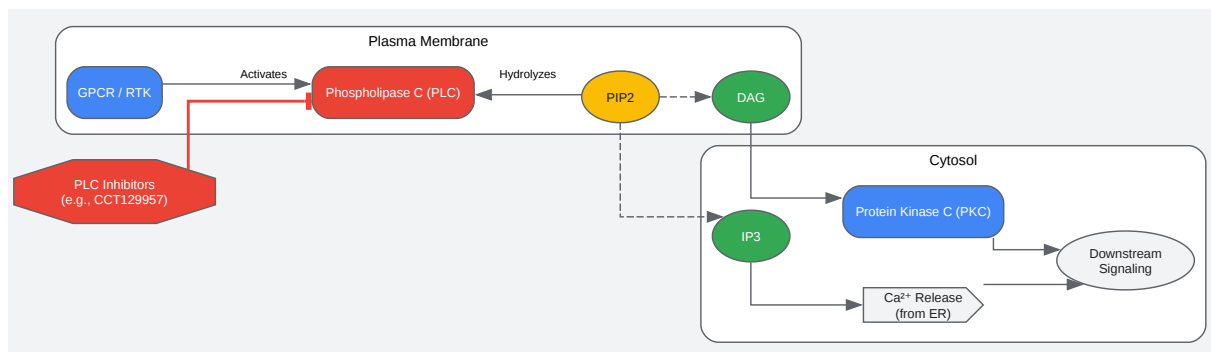 Plasma Membrane
GPCR / RTK
Activates
Phospholipase C (PLC)
Hydrolyzes
PIP2
DAG
PLC Inhibitors
(e.g., CCT129957)
Cytosol
Protein Kinase C (PKC)
IP3
Downstream
Signaling
Ca²⁺ Release
(from ER)